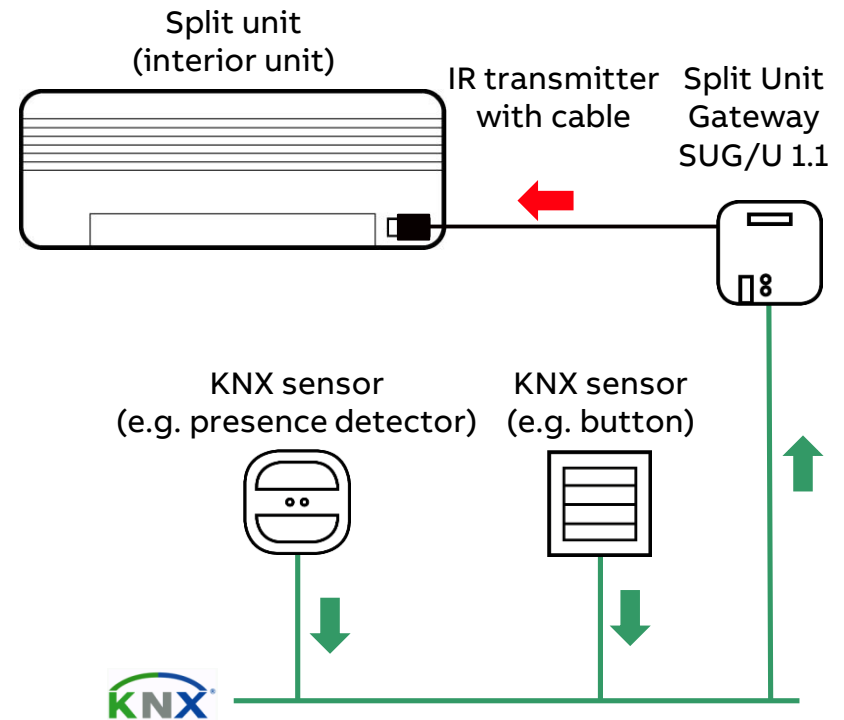 Split unit
(interior unit)
IR transmitter
with cable
Split Unit
Gateway
SUG/U 1.1
KNX sensor
(e.g. presence detector)
KNX sensor
(e.g. button)
KNX